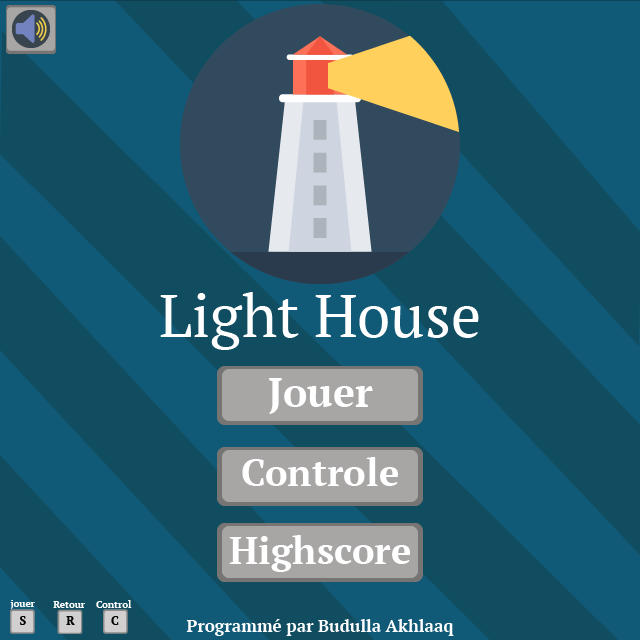 Light House
Jouer
Controle
Highscore
jouer Retour Control
S R C
Programmé par Budulla Akhlaaq